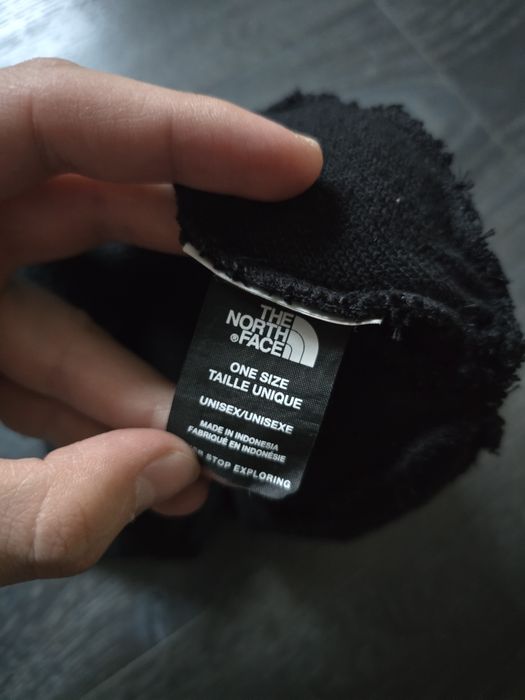 THE
NORTH
®FACE
ONE SIZE
TAILLE UNIQUE
UNISEX/UNISEXE
MADE IN INDONESIA
FABRIQUÉ EN INDONÉSIE
STOP EXPLORING